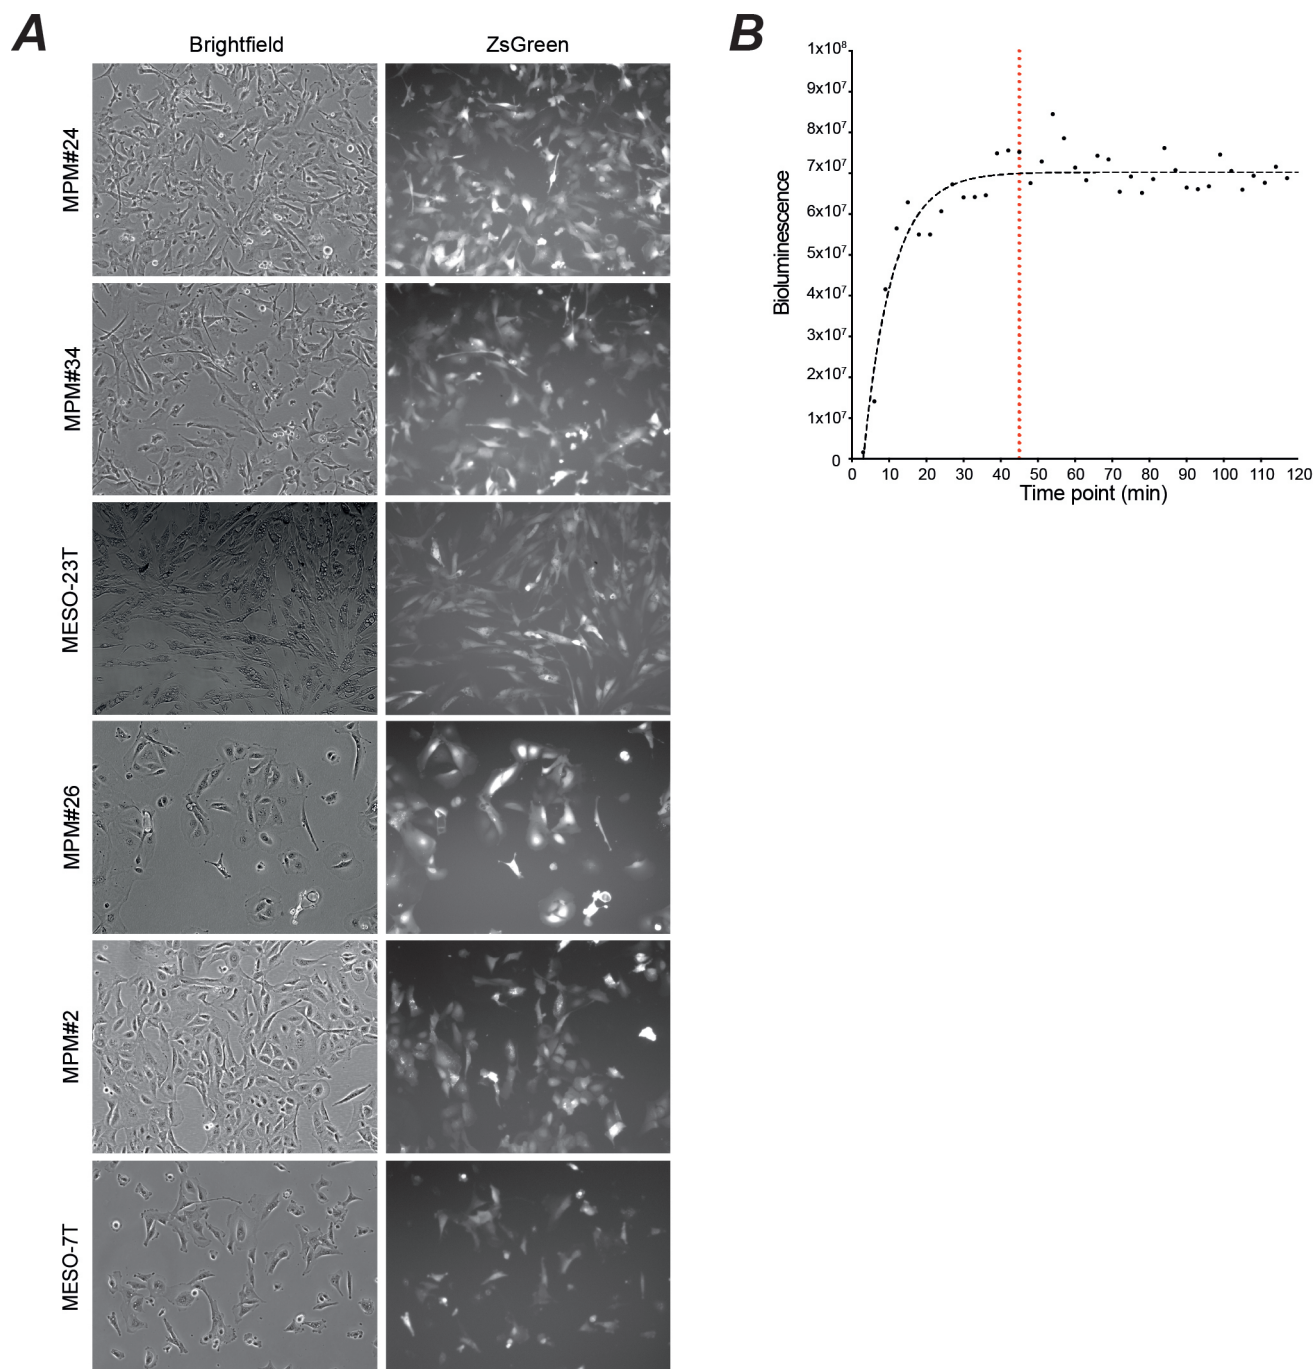 A
Brightfield
ZsGreen
MPM#24
MPM#34
MESO-23T
MPM#26
MPM#2
MESO-7T
B
Bioluminescence
1x10⁸
9x10⁷
8x10⁷
7x10⁷
6x10⁷
5x10⁷
4x10⁷
3x10⁷
2x10⁷
1x10⁷
0
0 10 20 30 40 50 60 70 80 90 100 110 120
Time point (min)